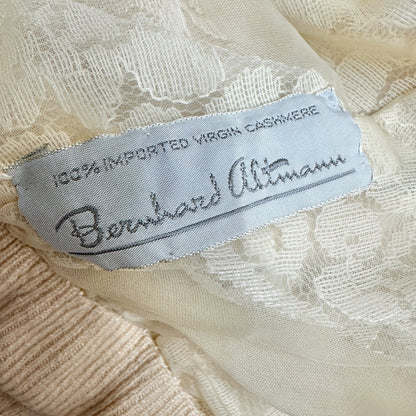 100% IMPORTED VIRGIN CASHMERE
Bernhard Altmann